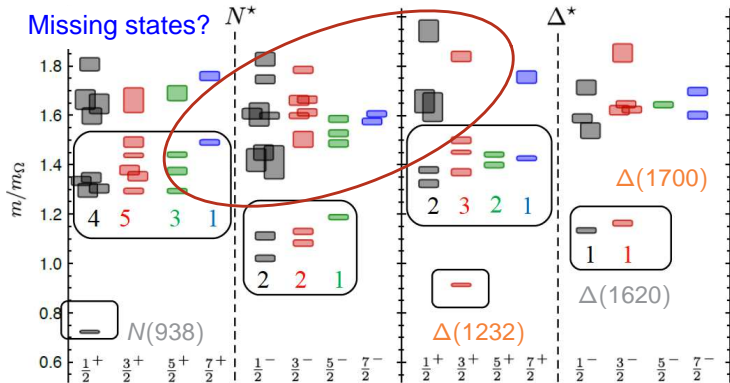 N* Δ*
Missing states?
1.8
1.6
1.4
1.2
1.0
0.8
0.6
m/m_Ω
4 5 3 1
2 2 1
2 3 2 1
1 1
Δ(1700)
Δ(1620)
N(938)
Δ(1232)
1/2⁺ 3/2⁺ 5/2⁺ 7/2⁺ 1/2⁻ 3/2⁻ 5/2⁻ 7/2⁻ 1/2⁺ 3/2⁺ 5/2⁺ 7/2⁺ 1/2⁻ 3/2⁻ 5/2⁻ 7/2⁻